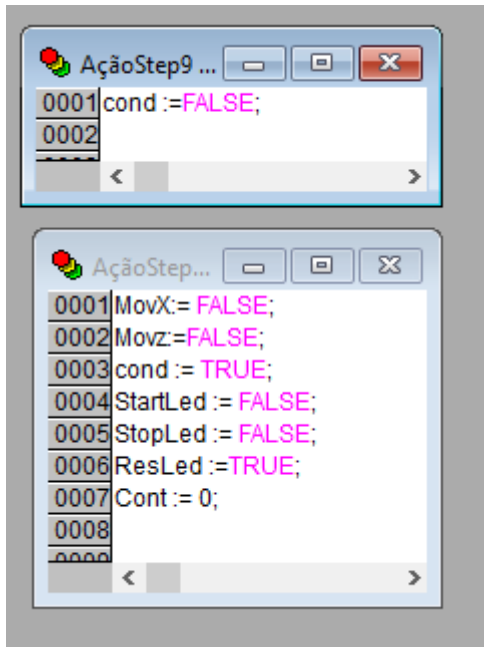 AçãoStep9 ...
0001 cond :=FALSE;
0002
AçãoStep...
0001 MovX:= FALSE;
0002 Movz:=FALSE;
0003 cond := TRUE;
0004 StartLed := FALSE;
0005 StopLed := FALSE;
0006 ResLed :=TRUE;
0007 Cont := 0;
0008